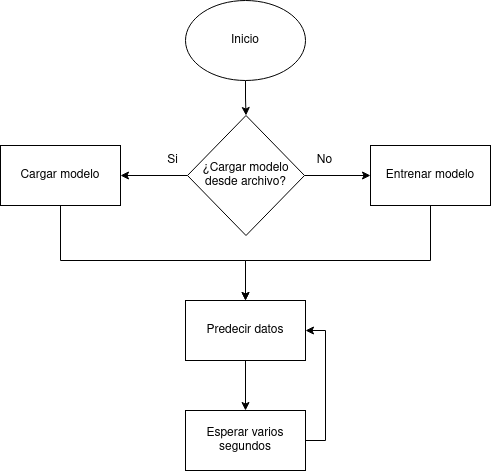 Inicio
¿Cargar modelo
desde archivo?
Si
No
Cargar modelo
Entrenar modelo
Predecir datos
Esperar varios
segundos